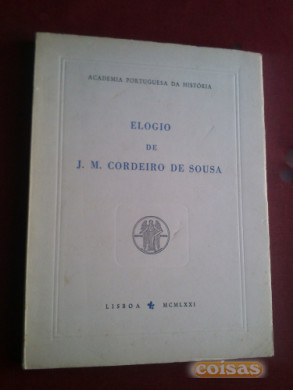 ACADEMIA PORTUGUESA DA HISTÓRIA
ELOGIO
DE
J. M. CORDEIRO DE SOUSA
LISBOA MCMLXXI
coisas